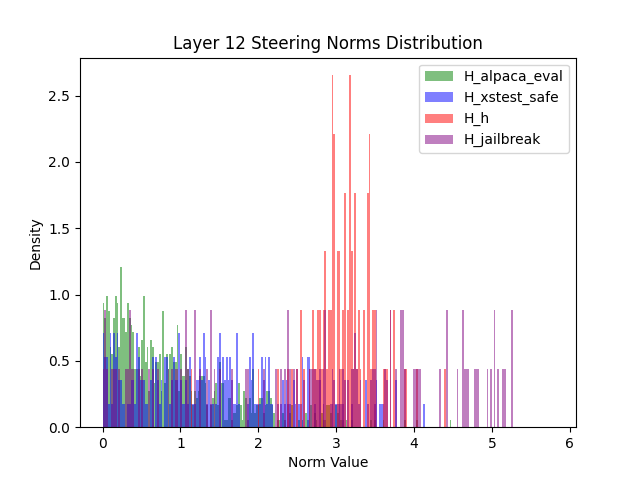 Layer 12 Steering Norms Distribution
H_alpaca_eval
H_xstest_safe
H_h
H_jailbreak
Density
2.5
2.0
1.5
1.0
0.5
0.0
0 1 2 3 4 5 6
Norm Value